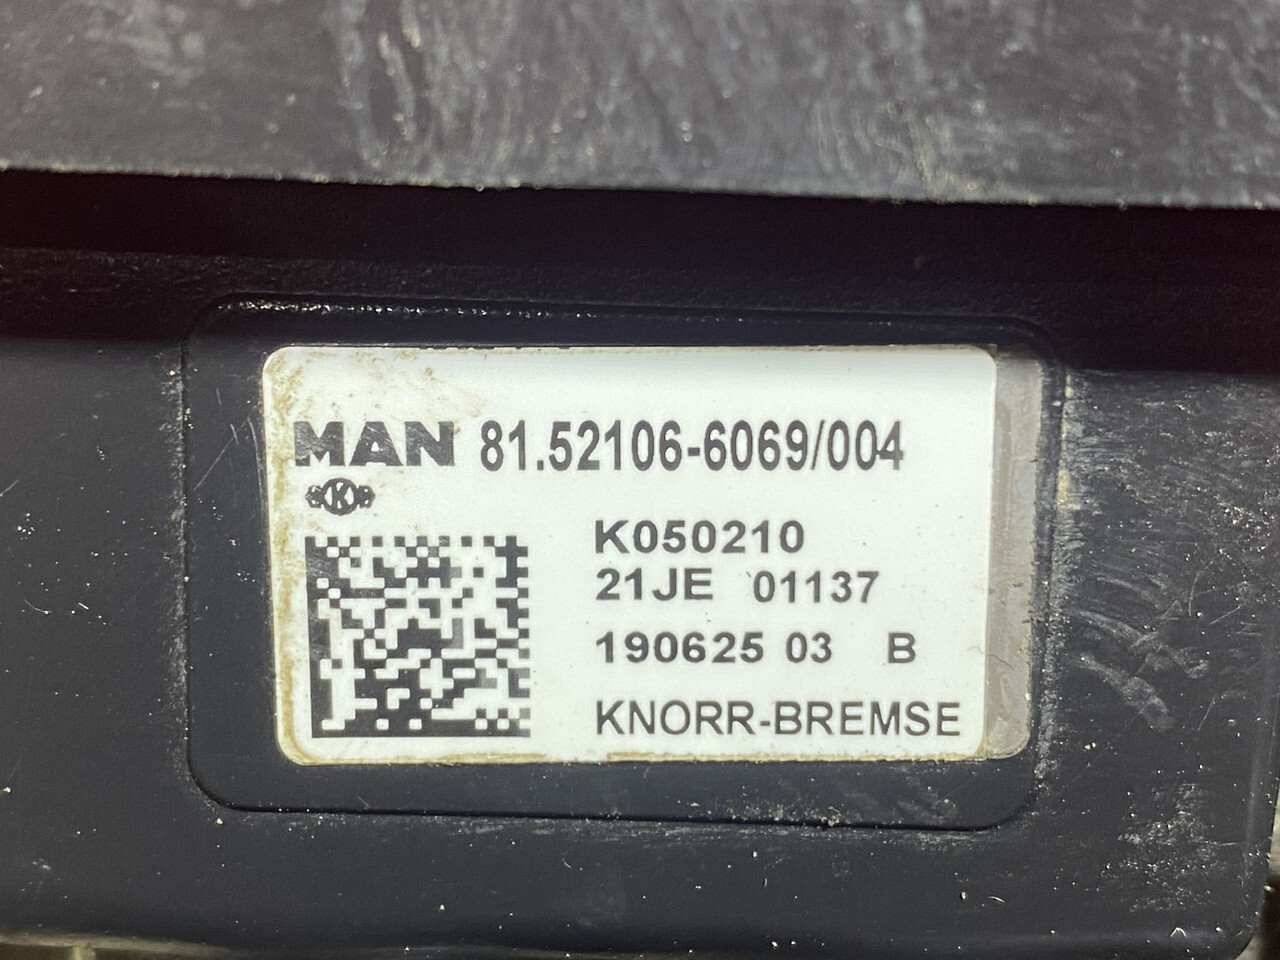 MAN 81.52106-6069/004
K050210
21JE 01137
190625 03 B
KNORR-BREMSE